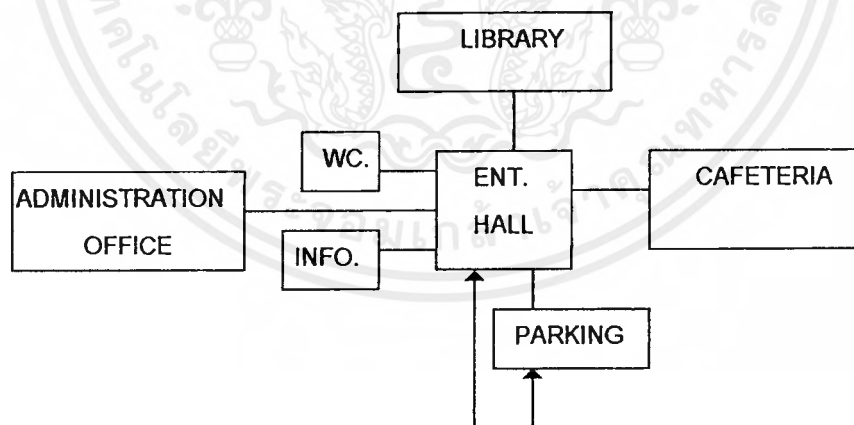 LIBRARY
WC.
ENT.
HALL
CAFETERIA
ADMINISTRATION
OFFICE
INFO.
PARKING